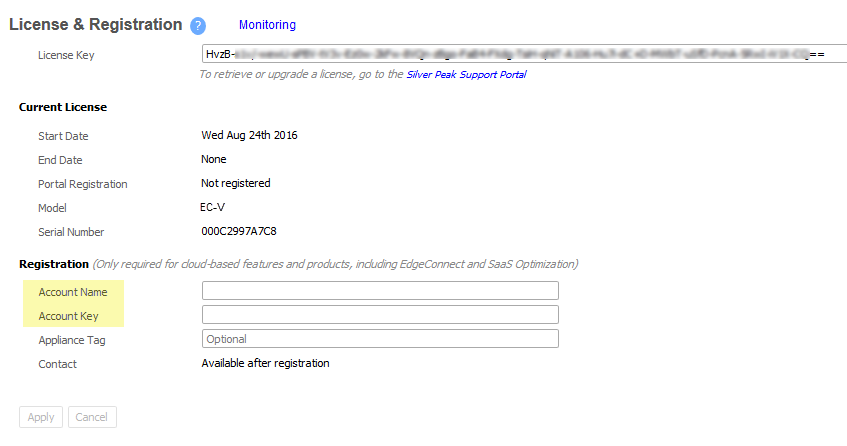 License & Registration ? Monitoring
License Key HvzB- ==
To retrieve or upgrade a license, go to the Silver Peak Support Portal
Current License
Start Date Wed Aug 24th 2016
End Date None
Portal Registration Not registered
Model EC-V
Serial Number 000C2997A7C8
Registration (Only required for cloud-based features and products, including EdgeConnect and SaaS Optimization)
Account Name
Account Key
Appliance Tag Optional
Contact Available after registration
Apply Cancel